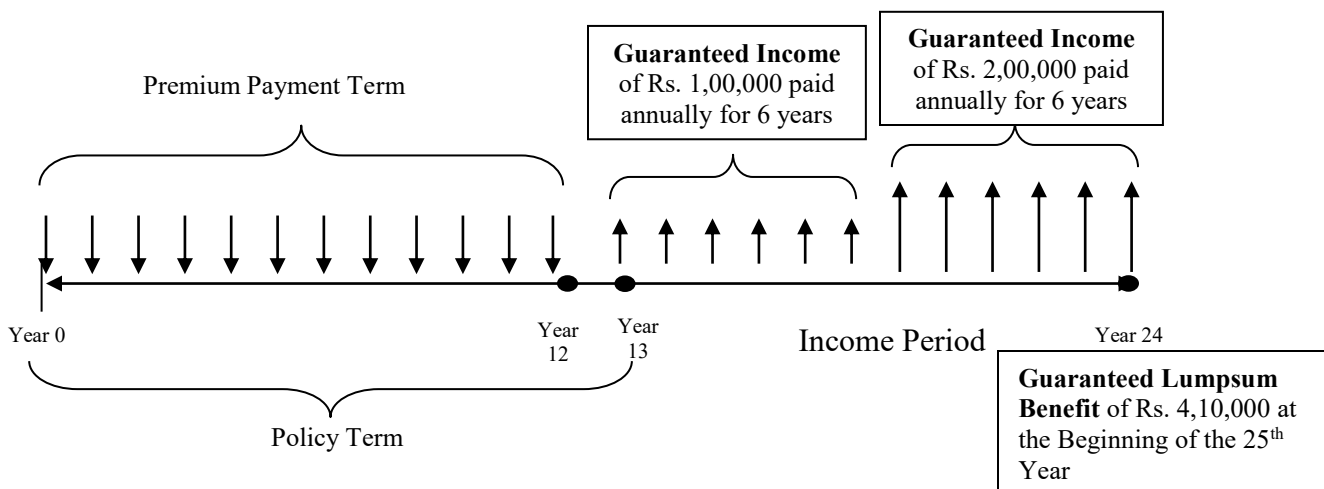 Premium Payment Term
Guaranteed Income
of Rs. 1,00,000 paid
annually for 6 years
Guaranteed Income
of Rs. 2,00,000 paid
annually for 6 years
Year 0
Year
12
Year
13
Income Period
Year 24
Policy Term
Guaranteed Lumpsum
Benefit of Rs. 4,10,000 at
the Beginning of the 25th
Year